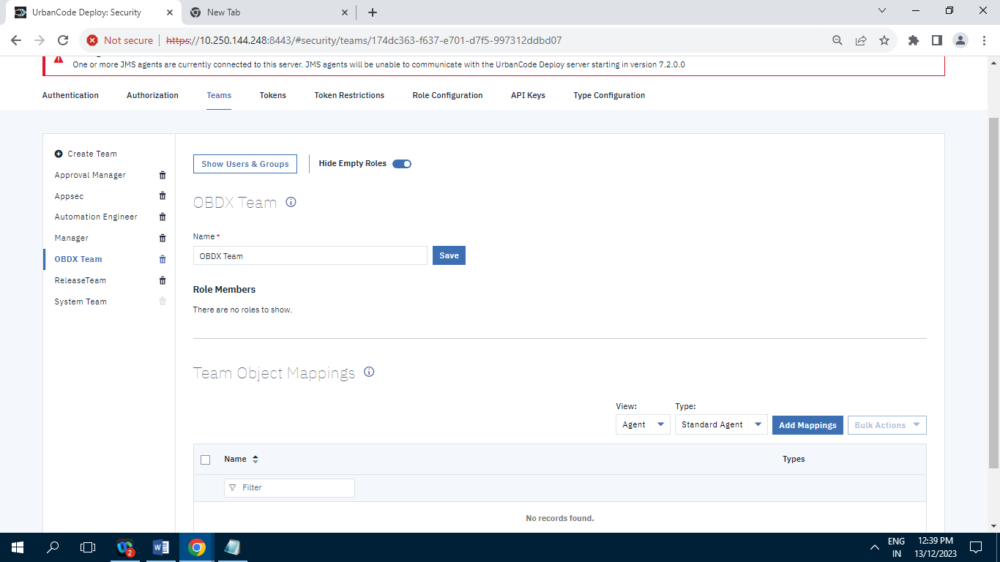 UrbanCode Deploy: Security
New Tab
Not secure https://10.250.144.248:8443/#security/teams/174dc363-f637-e701-d7f5-997312ddbd07
One or more JMS agents are currently connected to this server. JMS agents will be unable to communicate with the UrbanCode Deploy server starting in version 7.2.0.0
Authentication Authorization Teams Tokens Token Restrictions Role Configuration API Keys Type Configuration
Create Team
Approval Manager
Appsec
Automation Engineer
Manager
OBDX Team
ReleaseTeam
System Team
Show Users & Groups
Hide Empty Roles
OBDX Team
Name *
OBDX Team
Save
Role Members
There are no roles to show.
Team Object Mappings
View: Type:
Agent Standard Agent Add Mappings Bulk Actions
Name Types
Filter
No records found.
2
ENG
IN
12:39 PM
13/12/2023